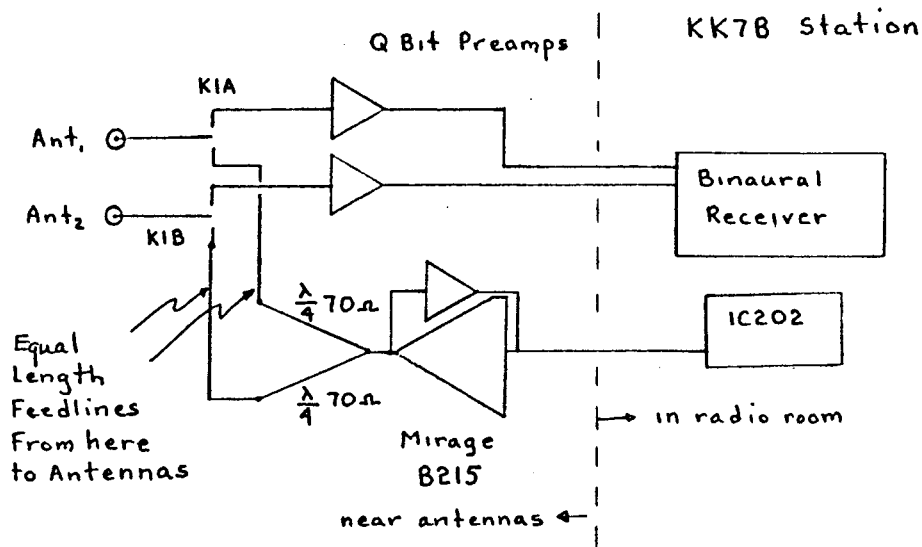 Q Bit Preamps
KK7B Station
K1A
Ant1
Ant2
K1B
Binaural
Receiver
λ/4 70Ω
λ/4 70Ω
IC202
Equal
Length
Feedlines
From here
to Antennas
Mirage
B215
in radio room
near antennas